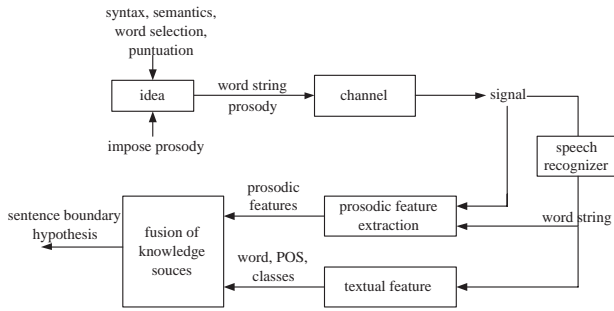 syntax, semantics,
word selection,
puntuation
idea
word string
prosody
channel
signal
impose prosody
speech
recognizer
prosodic
features
prosodic feature
extraction
word string
sentence boundary
hypothesis
fusion of
knowledge
souces
word, POS,
classes
textual feature